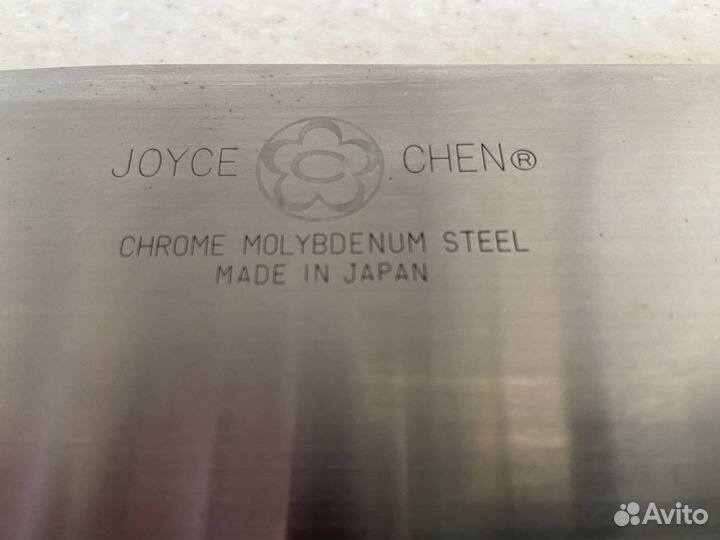 JOYCE CHEN®
CHROME MOLYBDENUM STEEL
MADE IN JAPAN
Avito